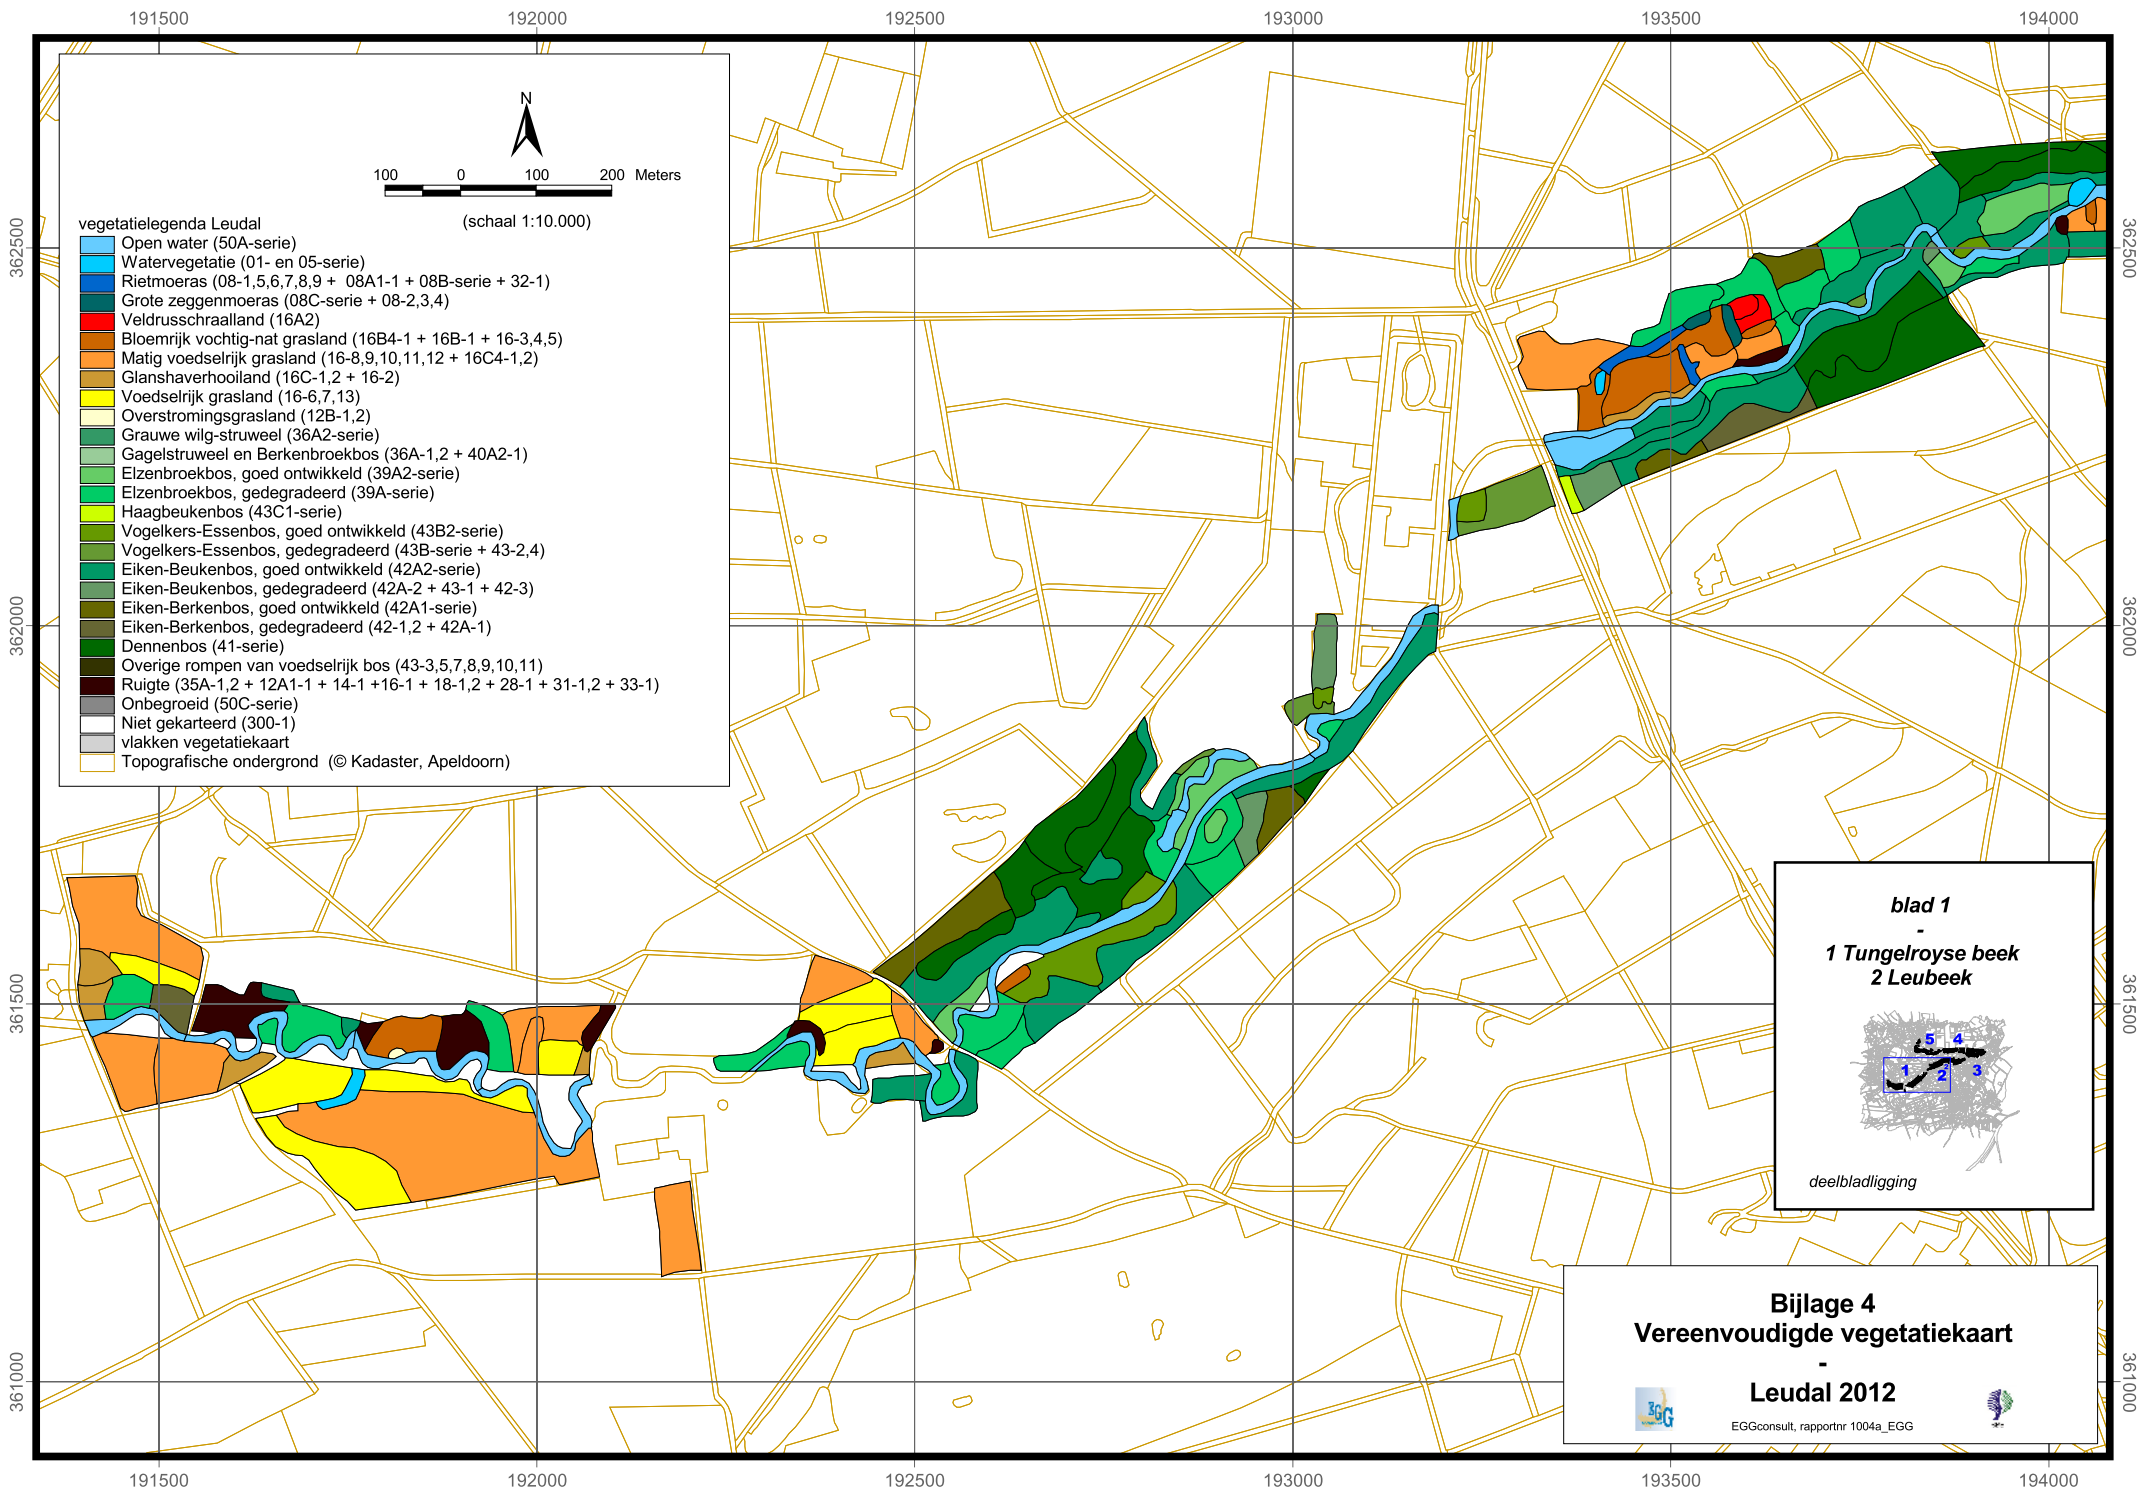 191500 192000 192500 193000 193500 194000
N
100 0 100 200 Meters
(schaal 1:10.000)
vegetatielegenda Leudal
Open water (50A-serie)
Watervegetatie (01- en 05-serie)
Rietmoeras (08-1,5,6,7,8,9 + 08A1-1 + 08B-serie + 32-1)
Grote zeggenmoeras (08C-serie + 08-2,3,4)
Veldrusschraalland (16A2)
Bloemrijk vochtig-nat grasland (16B4-1 + 16B-1 + 16-3,4,5)
Matig voedselrijk grasland (16-8,9,10,11,12 + 16C4-1,2)
Glanshaverhooiland (16C-1,2 + 16-2)
Voedselrijk grasland (16-6,7,13)
Overstromingsgrasland (12B-1,2)
Grauwe wilg-struweel (36A2-serie)
Gagelstruweel en Berkenbroekbos (36A-1,2 + 40A2-1)
Elzenbroekbos, goed ontwikkeld (39A2-serie)
Elzenbroekbos, gedegradeerd (39A-serie)
Haagbeukenbos (43C1-serie)
Vogelkers-Essenbos, goed ontwikkeld (43B2-serie)
Vogelkers-Essenbos, gedegradeerd (43B-serie + 43-2,4)
Eiken-Beukenbos, goed ontwikkeld (42A2-serie)
Eiken-Beukenbos, gedegradeerd (42A-2 + 43-1 + 42-3)
Eiken-Berkenbos, goed ontwikkeld (42A1-serie)
Eiken-Berkenbos, gedegradeerd (42-1,2 + 42A-1)
Dennenbos (41-serie)
Overige rompen van voedselrijk bos (43-3,5,7,8,9,10,11)
Ruigte (35A-1,2 + 12A1-1 + 14-1 +16-1 + 18-1,2 + 28-1 + 31-1,2 + 33-1)
Onbegroeid (50C-serie)
Niet gekarteerd (300-1)
vlakken vegetatiekaart
Topografische ondergrond (© Kadaster, Apeldoorn)
362500 362500
362000 362000
361500 361500
361000 361000
blad 1
-
1 Tungelroyse beek
2 Leubeek
5 4
1 2 3
deelbladligging
Bijlage 4
Vereenvoudigde vegetatiekaart
-
Leudal 2012
EGG
EGGconsult, rapportnr 1004a_EGG
191500 192000 192500 193000 193500 194000